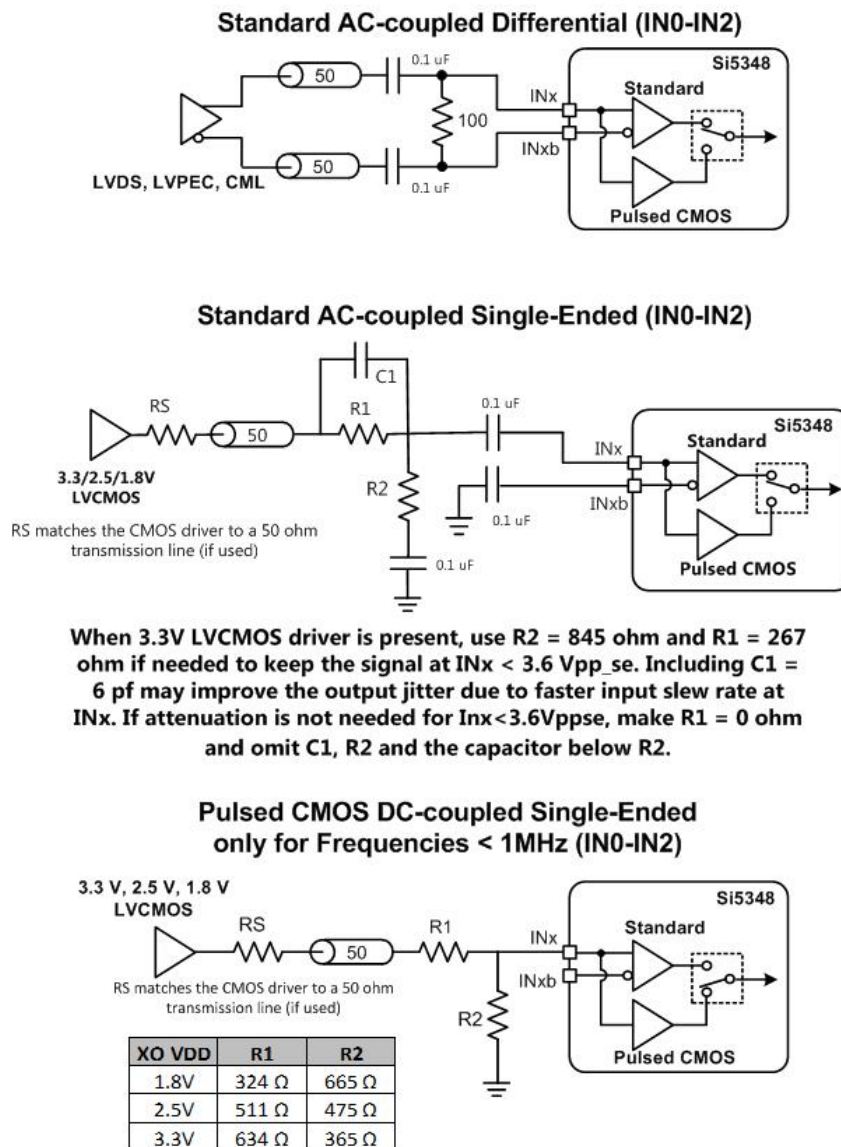 Standard AC-coupled Differential (IN0-IN2)
0.1 uF
Si5348
50
INx
Standard
100
INxb
50
LVDS, LVPEC, CML
0.1 uF
Pulsed CMOS
Standard AC-coupled Single-Ended (IN0-IN2)
C1
RS
R1
0.1 uF
Si5348
50
INx
Standard
3.3/2.5/1.8V
LVCMOS
R2
INxb
0.1 uF
RS matches the CMOS driver to a 50 ohm
transmission line (if used)
0.1 uF
Pulsed CMOS
When 3.3V LVCMOS driver is present, use R2 = 845 ohm and R1 = 267
ohm if needed to keep the signal at INx < 3.6 Vpp_se. Including C1 =
6 pf may improve the output jitter due to faster input slew rate at
INx. If attenuation is not needed for Inx<3.6Vppse, make R1 = 0 ohm
and omit C1, R2 and the capacitor below R2.
Pulsed CMOS DC-coupled Single-Ended
only for Frequencies < 1MHz (IN0-IN2)
3.3 V, 2.5 V, 1.8 V
LVCMOS
Si5348
RS
R1
INx
Standard
50
INxb
RS matches the CMOS driver to a 50 ohm
transmission line (if used)
R2
Pulsed CMOS
XO VDD R1 R2
1.8V 324 Ω 665 Ω
2.5V 511 Ω 475 Ω
3.3V 634 Ω 365 Ω